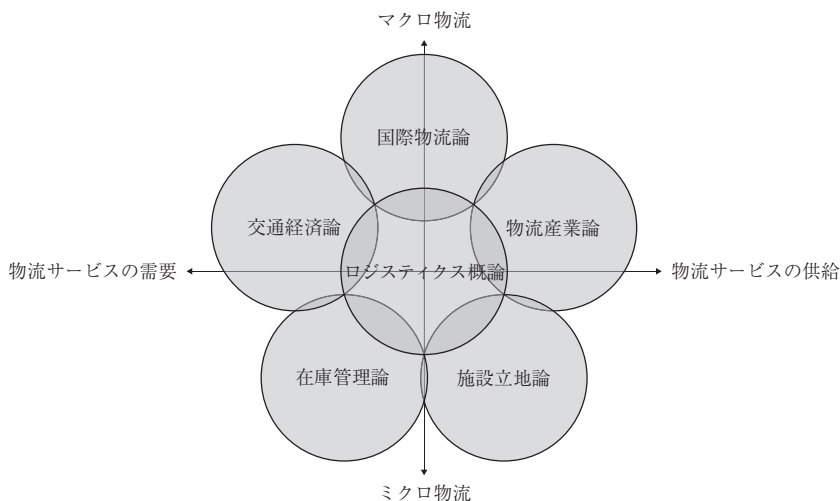 マクロ物流
国際物流論
交通経済論
物流産業論
物流サービスの需要
ロジスティクス概論
物流サービスの供給
在庫管理論
施設立地論
ミクロ物流